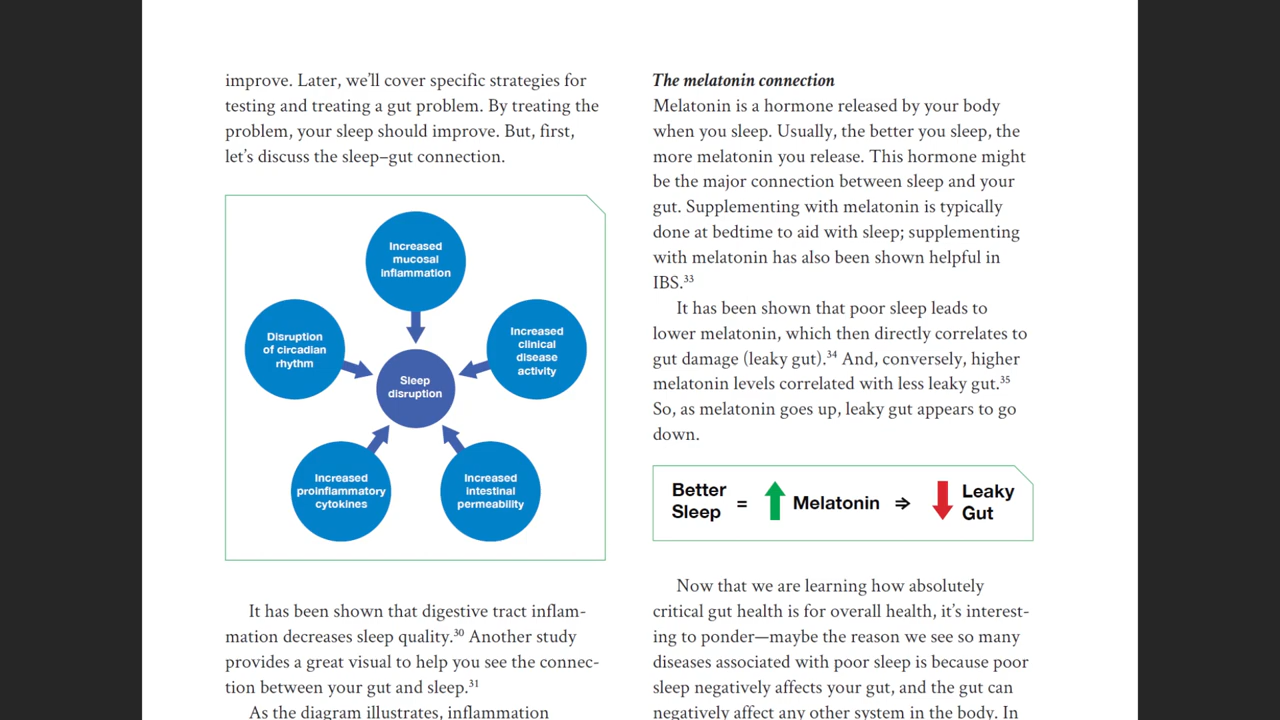 improve. Later, we’ll cover specific strategies for
testing and treating a gut problem. By treating the
problem, your sleep should improve. But, first,
let’s discuss the sleep–gut connection.
Increased
mucosal
inflammation
Disruption
of circadian
rhythm
Increased
clinical
disease
activity
Sleep
disruption
Increased
proinflammatory
cytokines
Increased
intestinal
permeability
It has been shown that digestive tract inflam-
mation decreases sleep quality.³⁰ Another study
provides a great visual to help you see the connec-
tion between your gut and sleep.³¹
As the diagram illustrates, inflammation
The melatonin connection
Melatonin is a hormone released by your body
when you sleep. Usually, the better you sleep, the
more melatonin you release. This hormone might
be the major connection between sleep and your
gut. Supplementing with melatonin is typically
done at bedtime to aid with sleep; supplementing
with melatonin has also been shown helpful in
IBS.³³
It has been shown that poor sleep leads to
lower melatonin, which then directly correlates to
gut damage (leaky gut).³⁴ And, conversely, higher
melatonin levels correlated with less leaky gut.³⁵
So, as melatonin goes up, leaky gut appears to go
down.
Better
Sleep = Melatonin ⇒ Leaky
Gut
Now that we are learning how absolutely
critical gut health is for overall health, it’s interest-
ing to ponder—maybe the reason we see so many
diseases associated with poor sleep is because poor
sleep negatively affects your gut, and the gut can
negatively affect any other system in the body. In